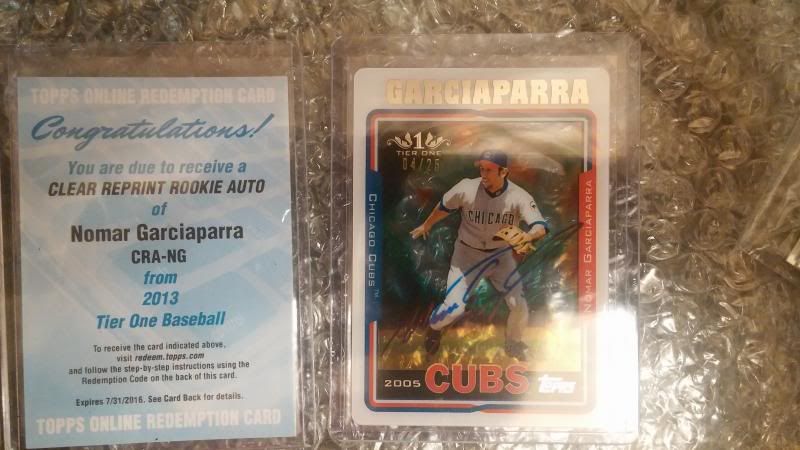 TOPPS ONLINE REDEMPTION CARD
Congratulations!
You are due to receive a
CLEAR REPRINT ROOKIE AUTO
of
Nomar Garciaparra
CRA-NG
from
2013
Tier One Baseball
To receive the card indicated above,
visit redeem.topps.com
and follow the step-by-step instructions using the
Redemption Code on the back of this card.
Expires 7/31/2016. See Card Back for details.
TOPPS ONLINE REDEMPTION CARD
GARCIAPARRA
1
TIER ONE
04/25
CHICAGO CUBS™
CHICAGO
NOMAR GARCIAPARRA
2005 CUBS topps